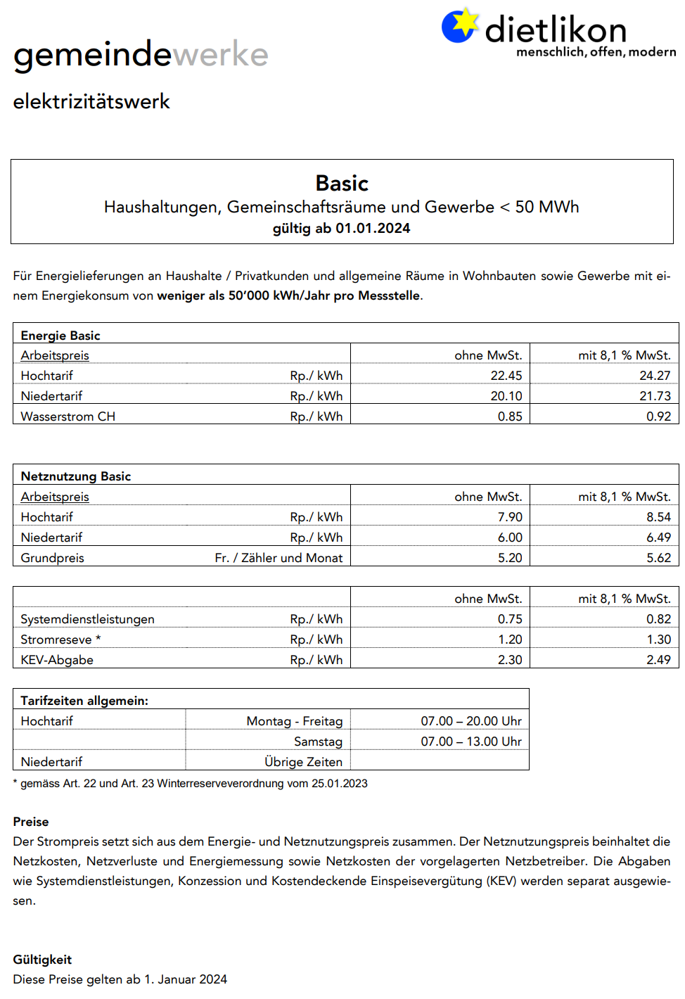 gemeindewerke
dietlikon
menschlich, offen, modern
elektrizitätswerk
Basic
Haushaltungen, Gemeinschaftsräume und Gewerbe < 50 MWh
gültig ab 01.01.2024
Für Energielieferungen an Haushalte / Privatkunden und allgemeine Räume in Wohnbauten sowie Gewerbe mit ei-
nem Energiekonsum von weniger als 50’000 kWh/Jahr pro Messstelle.
Energie Basic
Arbeitspreis ohne MwSt. mit 8,1 % MwSt.
Hochtarif Rp./ kWh 22.45 24.27
Niedertarif Rp./ kWh 20.10 21.73
Wasserstrom CH Rp./ kWh 0.85 0.92
Netznutzung Basic
Arbeitspreis ohne MwSt. mit 8,1 % MwSt.
Hochtarif Rp./ kWh 7.90 8.54
Niedertarif Rp./ kWh 6.00 6.49
Grundpreis Fr. / Zähler und Monat 5.20 5.62
ohne MwSt. mit 8,1 % MwSt.
Systemdienstleistungen Rp./ kWh 0.75 0.82
Stromreseve * Rp./ kWh 1.20 1.30
KEV-Abgabe Rp./ kWh 2.30 2.49
Tarifzeiten allgemein:
Hochtarif Montag - Freitag 07.00 – 20.00 Uhr
Samstag 07.00 – 13.00 Uhr
Niedertarif Übrige Zeiten
* gemäss Art. 22 und Art. 23 Winterreserveverordnung vom 25.01.2023
Preise
Der Strompreis setzt sich aus dem Energie- und Netznutzungspreis zusammen. Der Netznutzungspreis beinhaltet die
Netzkosten, Netzverluste und Energiemessung sowie Netzkosten der vorgelagerten Netzbetreiber. Die Abgaben
wie Systemdienstleistungen, Konzession und Kostendeckende Einspeisevergütung (KEV) werden separat ausgewie-
sen.
Gültigkeit
Diese Preise gelten ab 1. Januar 2024